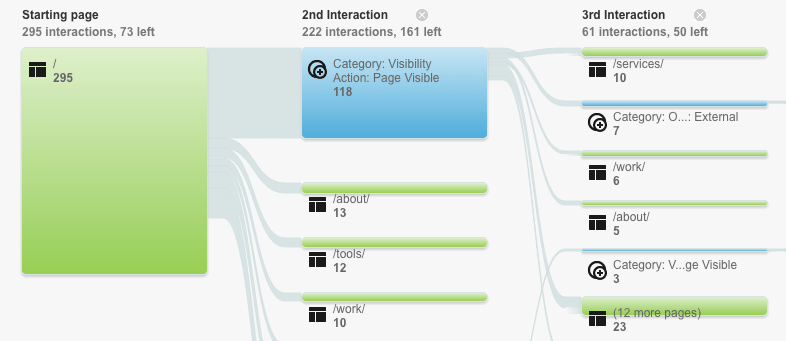 Starting page
295 interactions, 73 left
/
295
2nd Interaction
222 interactions, 161 left
Category: Visibility
Action: Page Visible
118
/about/
13
/tools/
12
/work/
10
3rd Interaction
61 interactions, 50 left
/services/
10
Category: O...: External
7
/work/
6
/about/
5
Category: V...ge Visible
3
(12 more pages)
23